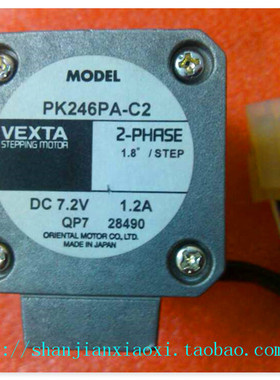 MODEL
PK246PA-C2
VEXTA
STEPPING MOTOR
2-PHASE
1.8° / STEP
DC 7.2V 1.2A
QP7 28490
ORIENTAL MOTOR CO., LTD.
MADE IN JAPAN
http://shanjianxiaoxi.taobao.com